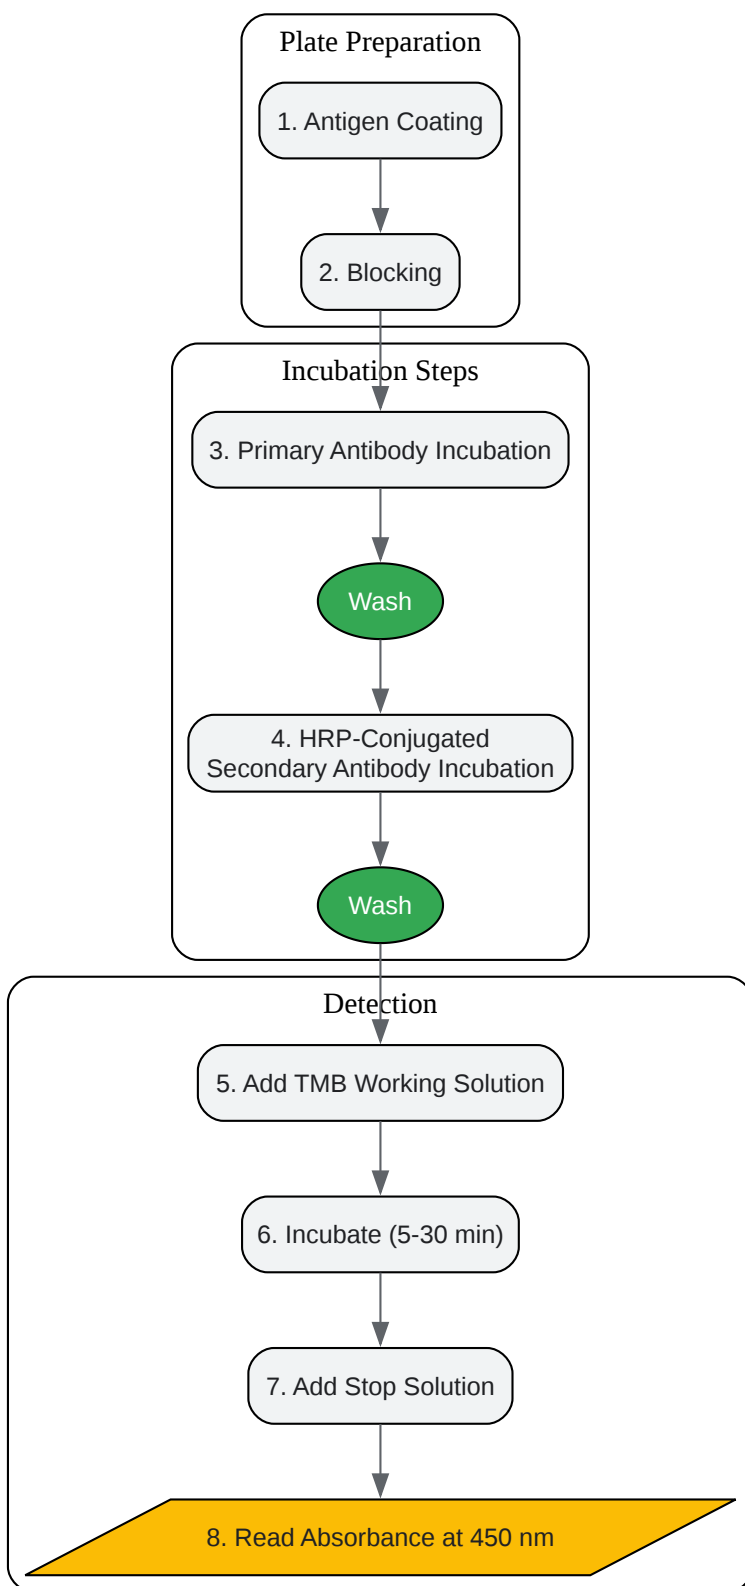 Plate Preparation
1. Antigen Coating
2. Blocking
Incubation Steps
3. Primary Antibody Incubation
Wash
4. HRP-Conjugated
Secondary Antibody Incubation
Wash
Detection
5. Add TMB Working Solution
6. Incubate (5-30 min)
7. Add Stop Solution
8. Read Absorbance at 450 nm